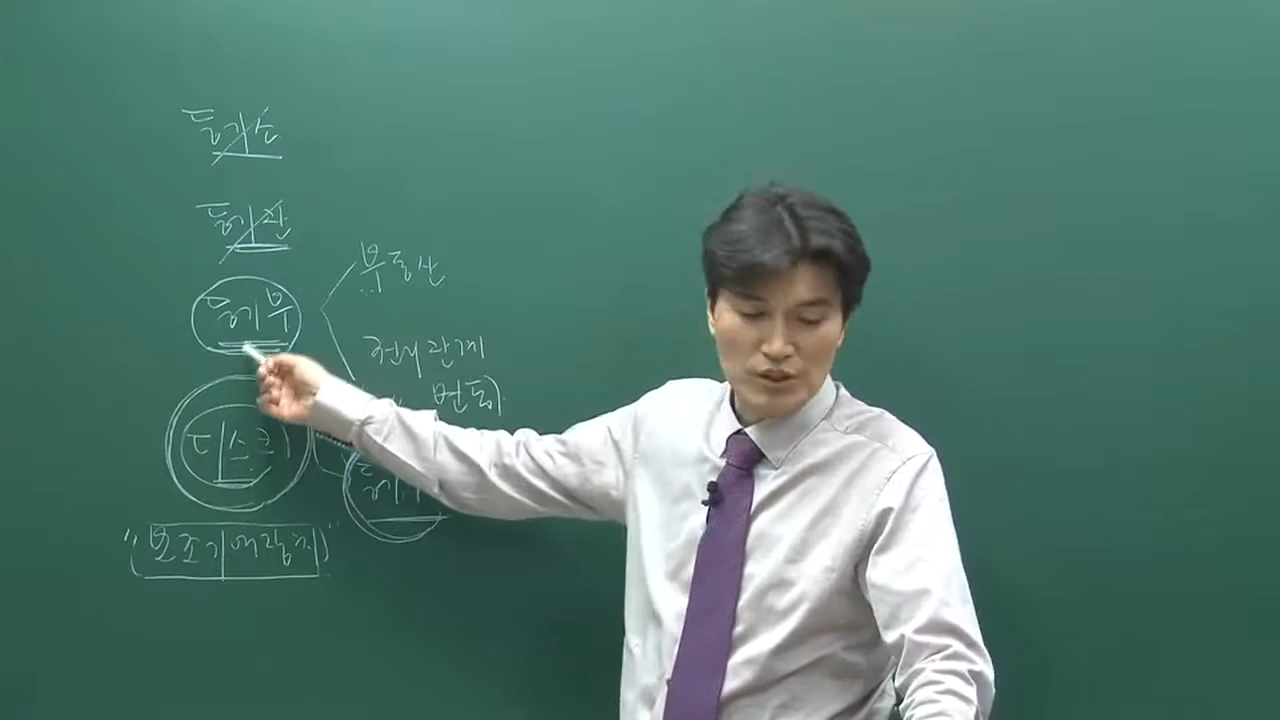 등기소
등기관
등기부
부동산
권리관계
변동
디스크
등기
"보조기억장치"